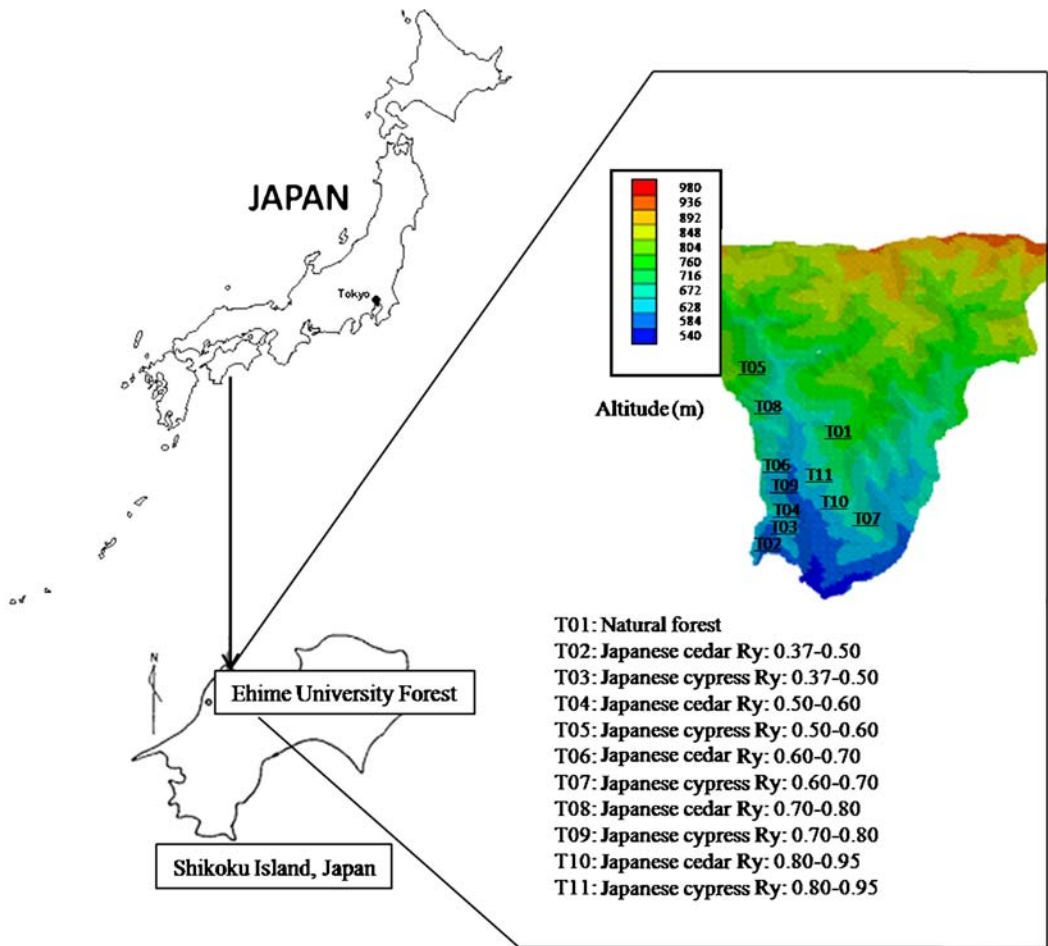 JAPAN
Tokyo
980
936
892
848
804
760
716
672
628
584
540
Altitude (m)
T05
T08
T01
T06
T11
T09
T10
T04
T07
T03
T02
N
Ehime University Forest
Shikoku Island, Japan
T01: Natural forest
T02: Japanese cedar Ry: 0.37-0.50
T03: Japanese cypress Ry: 0.37-0.50
T04: Japanese cedar Ry: 0.50-0.60
T05: Japanese cypress Ry: 0.50-0.60
T06: Japanese cedar Ry: 0.60-0.70
T07: Japanese cypress Ry: 0.60-0.70
T08: Japanese cedar Ry: 0.70-0.80
T09: Japanese cypress Ry: 0.70-0.80
T10: Japanese cedar Ry: 0.80-0.95
T11: Japanese cypress Ry: 0.80-0.95